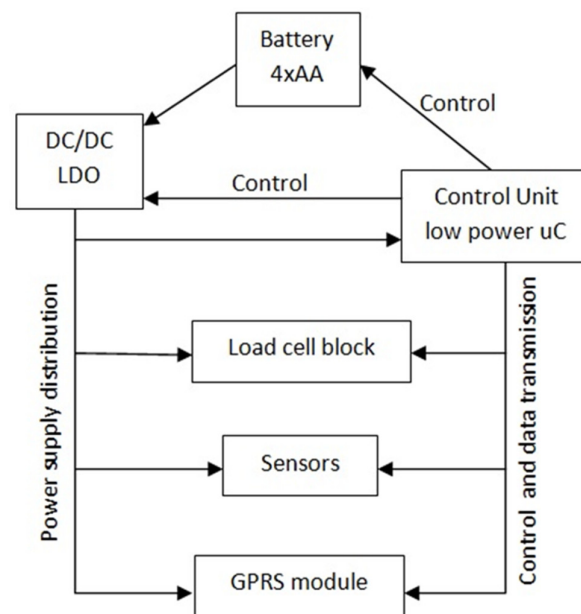 Battery
4xAA
Control
DC/DC
LDO
Control
Control Unit
low power uC
Power supply distribution
Load cell block
Control and data transmission
Sensors
GPRS module